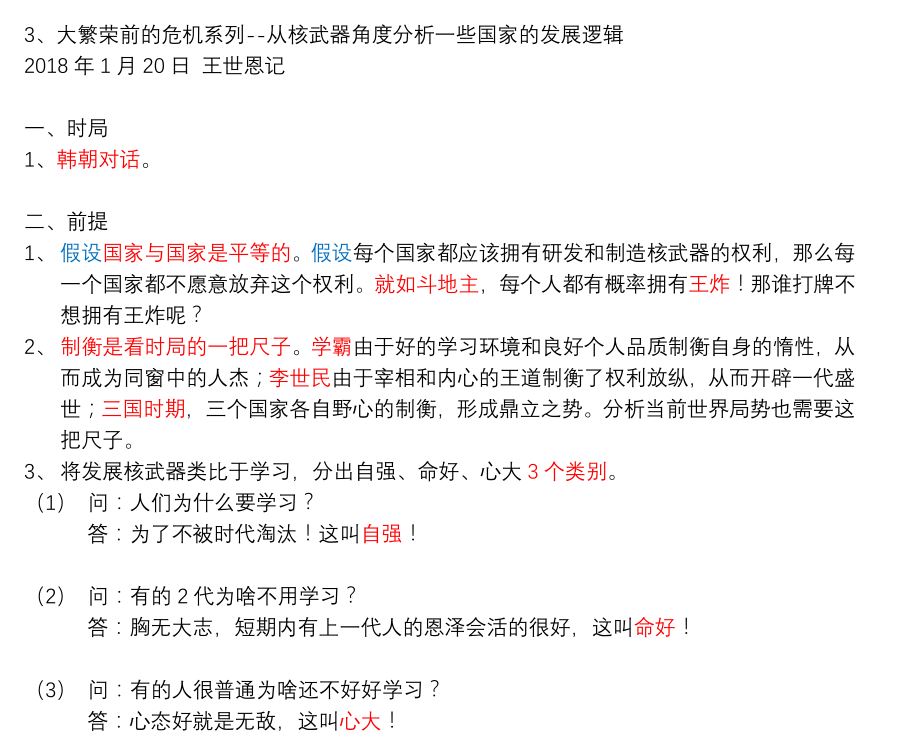 3、大繁荣前的危机系列--从核武器角度分析一些国家的发展逻辑
2018 年 1 月 20 日 王世恩记
一、时局
1、韩朝对话。
二、前提
1、 假设国家与国家是平等的。假设每个国家都应该拥有研发和制造核武器的权利，那么每
一个国家都不愿意放弃这个权利。就如斗地主，每个人都有概率拥有王炸！那谁打牌不
想拥有王炸呢？
2、 制衡是看时局的一把尺子。学霸由于好的学习环境和良好个人品质制衡自身的惰性，从
而成为同窗中的人杰；李世民由于宰相和内心的王道制衡了权利放纵，从而开辟一代盛
世；三国时期，三个国家各自野心的制衡，形成鼎立之势。分析当前世界局势也需要这
把尺子。
3、 将发展核武器类比于学习，分出自强、命好、心大 3 个类别。
（1） 问：人们为什么要学习？
答：为了不被时代淘汰！这叫自强！
（2） 问：有的 2 代为啥不用学习？
答：胸无大志，短期内有上一代人的恩泽会活的很好，这叫命好！
（3） 问：有的人很普通为啥还不好好学习？
答：心态好就是无敌，这叫心大！